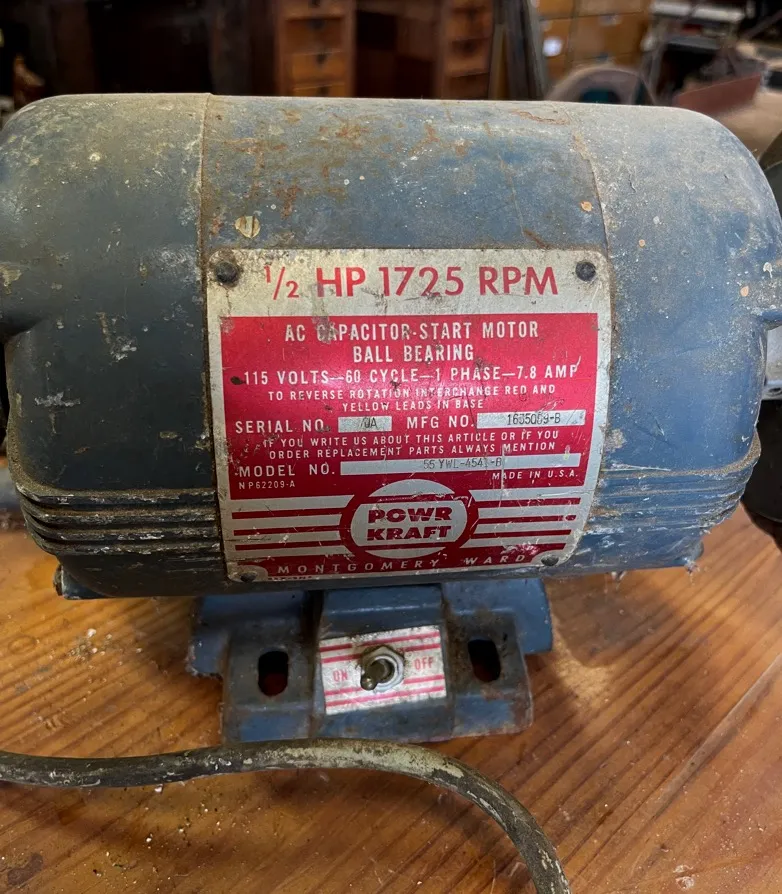 1/2 HP 1725 RPM
AC CAPACITOR-START MOTOR
BALL BEARING
115 VOLTS—60 CYCLE—1 PHASE—7.8 AMP
TO REVERSE ROTATION INTERCHANGE RED AND
YELLOW LEADS IN BASE
SERIAL NO. MFG NO.
IF YOU WRITE US ABOUT THIS ARTICLE OR IF YOU
ORDER REPLACEMENT PARTS ALWAYS MENTION
MODEL NO.
NP62209-A MADE IN U.S.A.
POWR
KRAFT
MONTGOMERY WARD
ON OFF